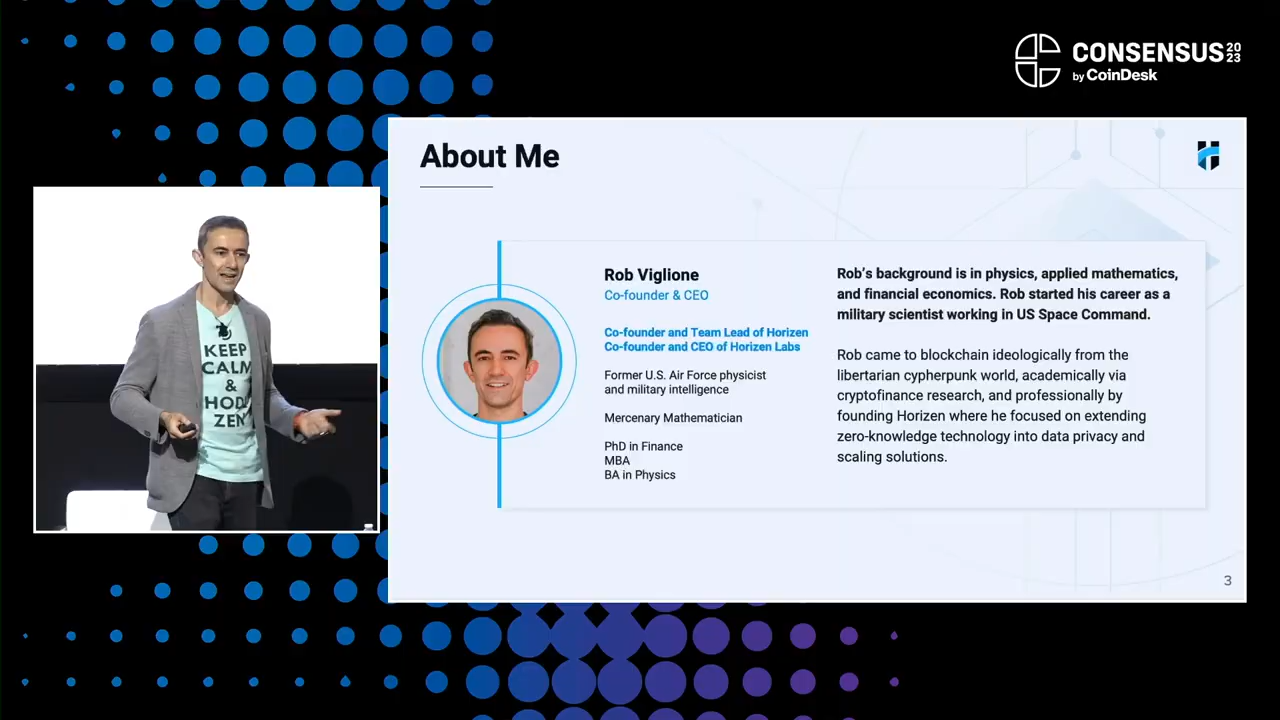 CONSENSUS 20
23
by CoinDesk
About Me
KEEP
CALM
&
HODL
ZEN
Rob Viglione
Co-founder & CEO
Co-founder and Team Lead of Horizen
Co-founder and CEO of Horizen Labs
Former U.S. Air Force physicist
and military intelligence
Mercenary Mathematician
PhD in Finance
MBA
BA in Physics
Rob’s background is in physics, applied mathematics,
and financial economics. Rob started his career as a
military scientist working in US Space Command.
Rob came to blockchain ideologically from the
libertarian cypherpunk world, academically via
cryptofinance research, and professionally by
founding Horizen where he focused on extending
zero-knowledge technology into data privacy and
scaling solutions.
3